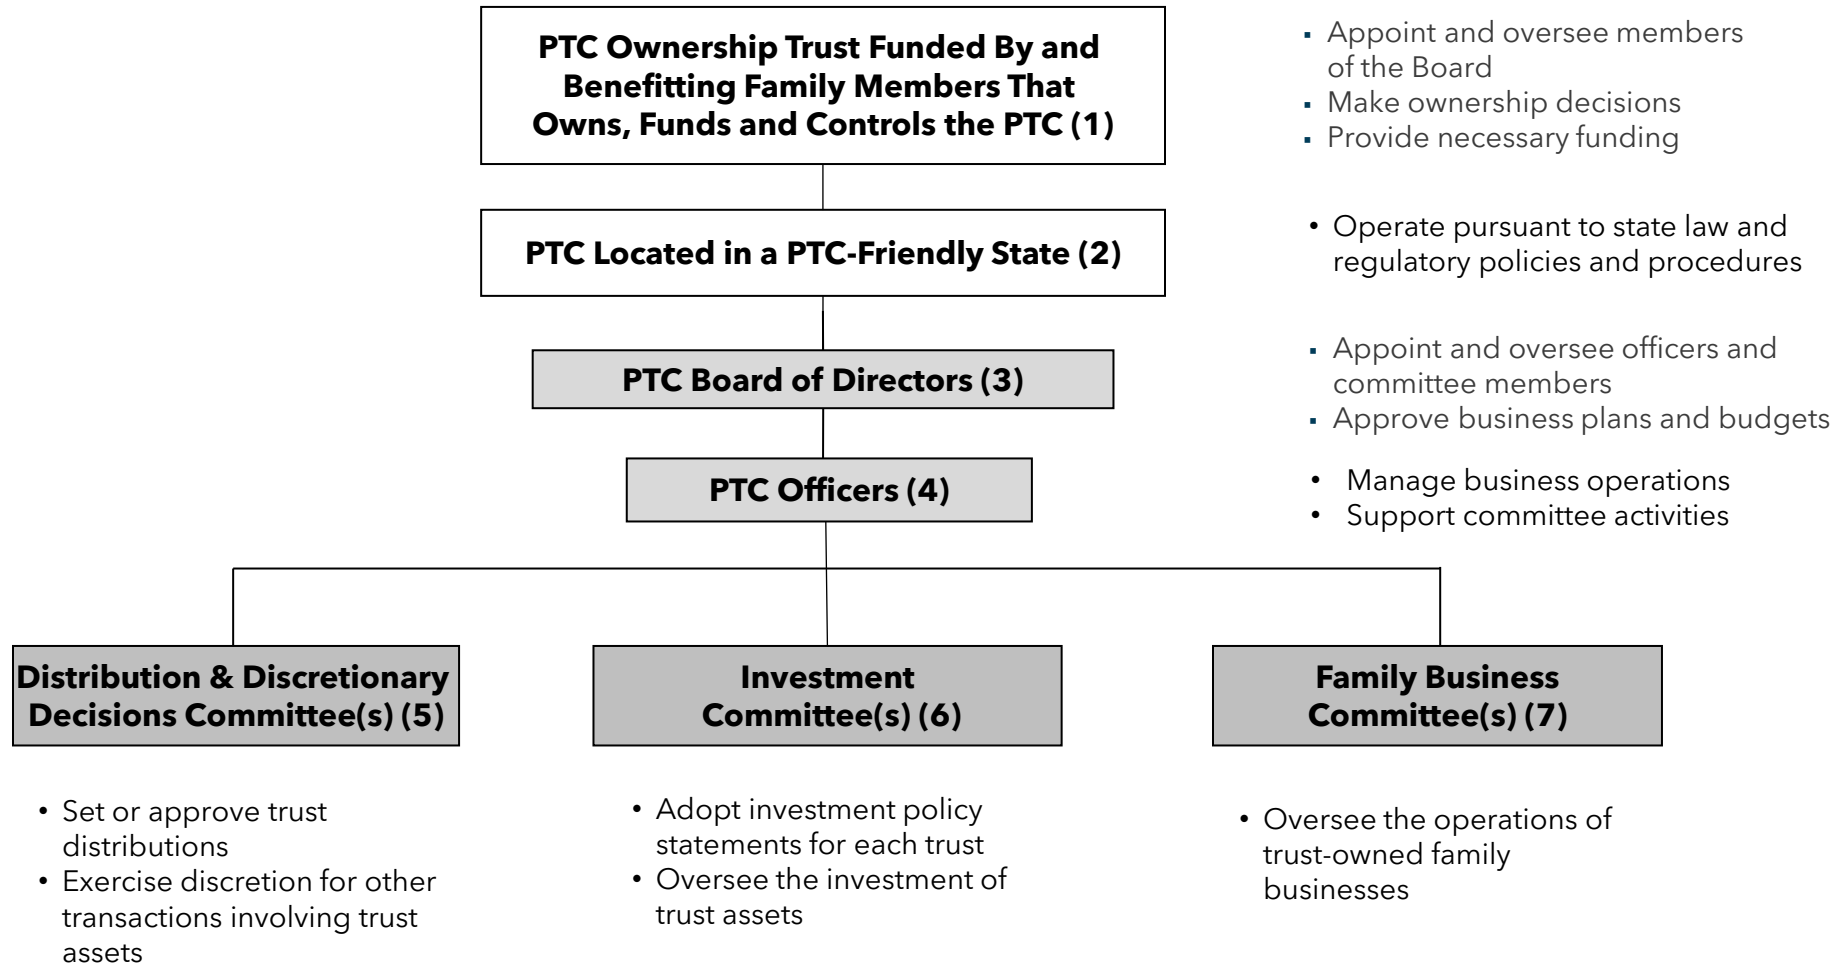 PTC Ownership Trust Funded By and
Benefitting Family Members That
Owns, Funds and Controls the PTC (1)
▪ Appoint and oversee members
of the Board
▪ Make ownership decisions
▪ Provide necessary funding
PTC Located in a PTC-Friendly State (2)
• Operate pursuant to state law and
regulatory policies and procedures
PTC Board of Directors (3)
▪ Appoint and oversee officers and
committee members
▪ Approve business plans and budgets
PTC Officers (4)
• Manage business operations
• Support committee activities
Distribution & Discretionary
Decisions Committee(s) (5)
• Set or approve trust
distributions
• Exercise discretion for other
transactions involving trust
assets
Investment
Committee(s) (6)
• Adopt investment policy
statements for each trust
• Oversee the investment of
trust assets
Family Business
Committee(s) (7)
• Oversee the operations of
trust-owned family
businesses